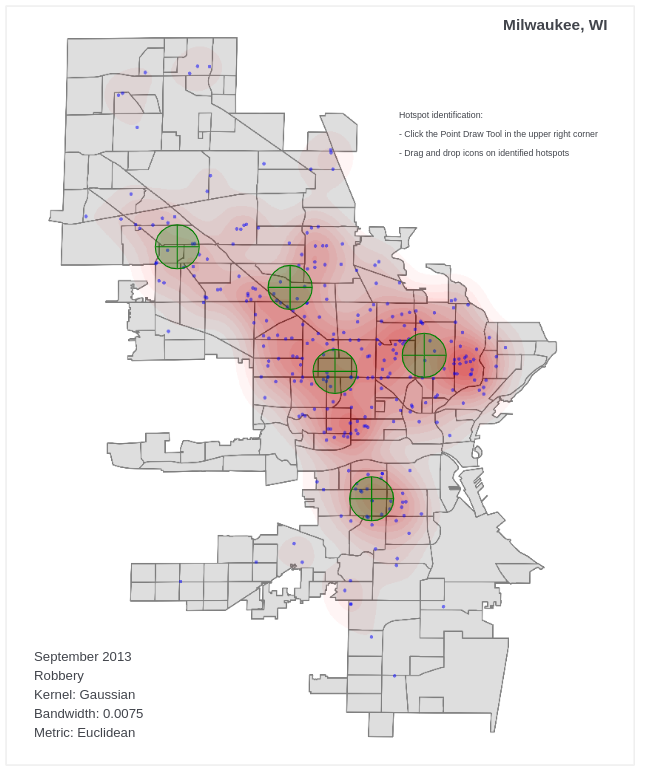 Milwaukee, WI
Hotspot identification:
- Click the Point Draw Tool in the upper right corner
- Drag and drop icons on identified hotspots
September 2013
Robbery
Kernel: Gaussian
Bandwidth: 0.0075
Metric: Euclidean